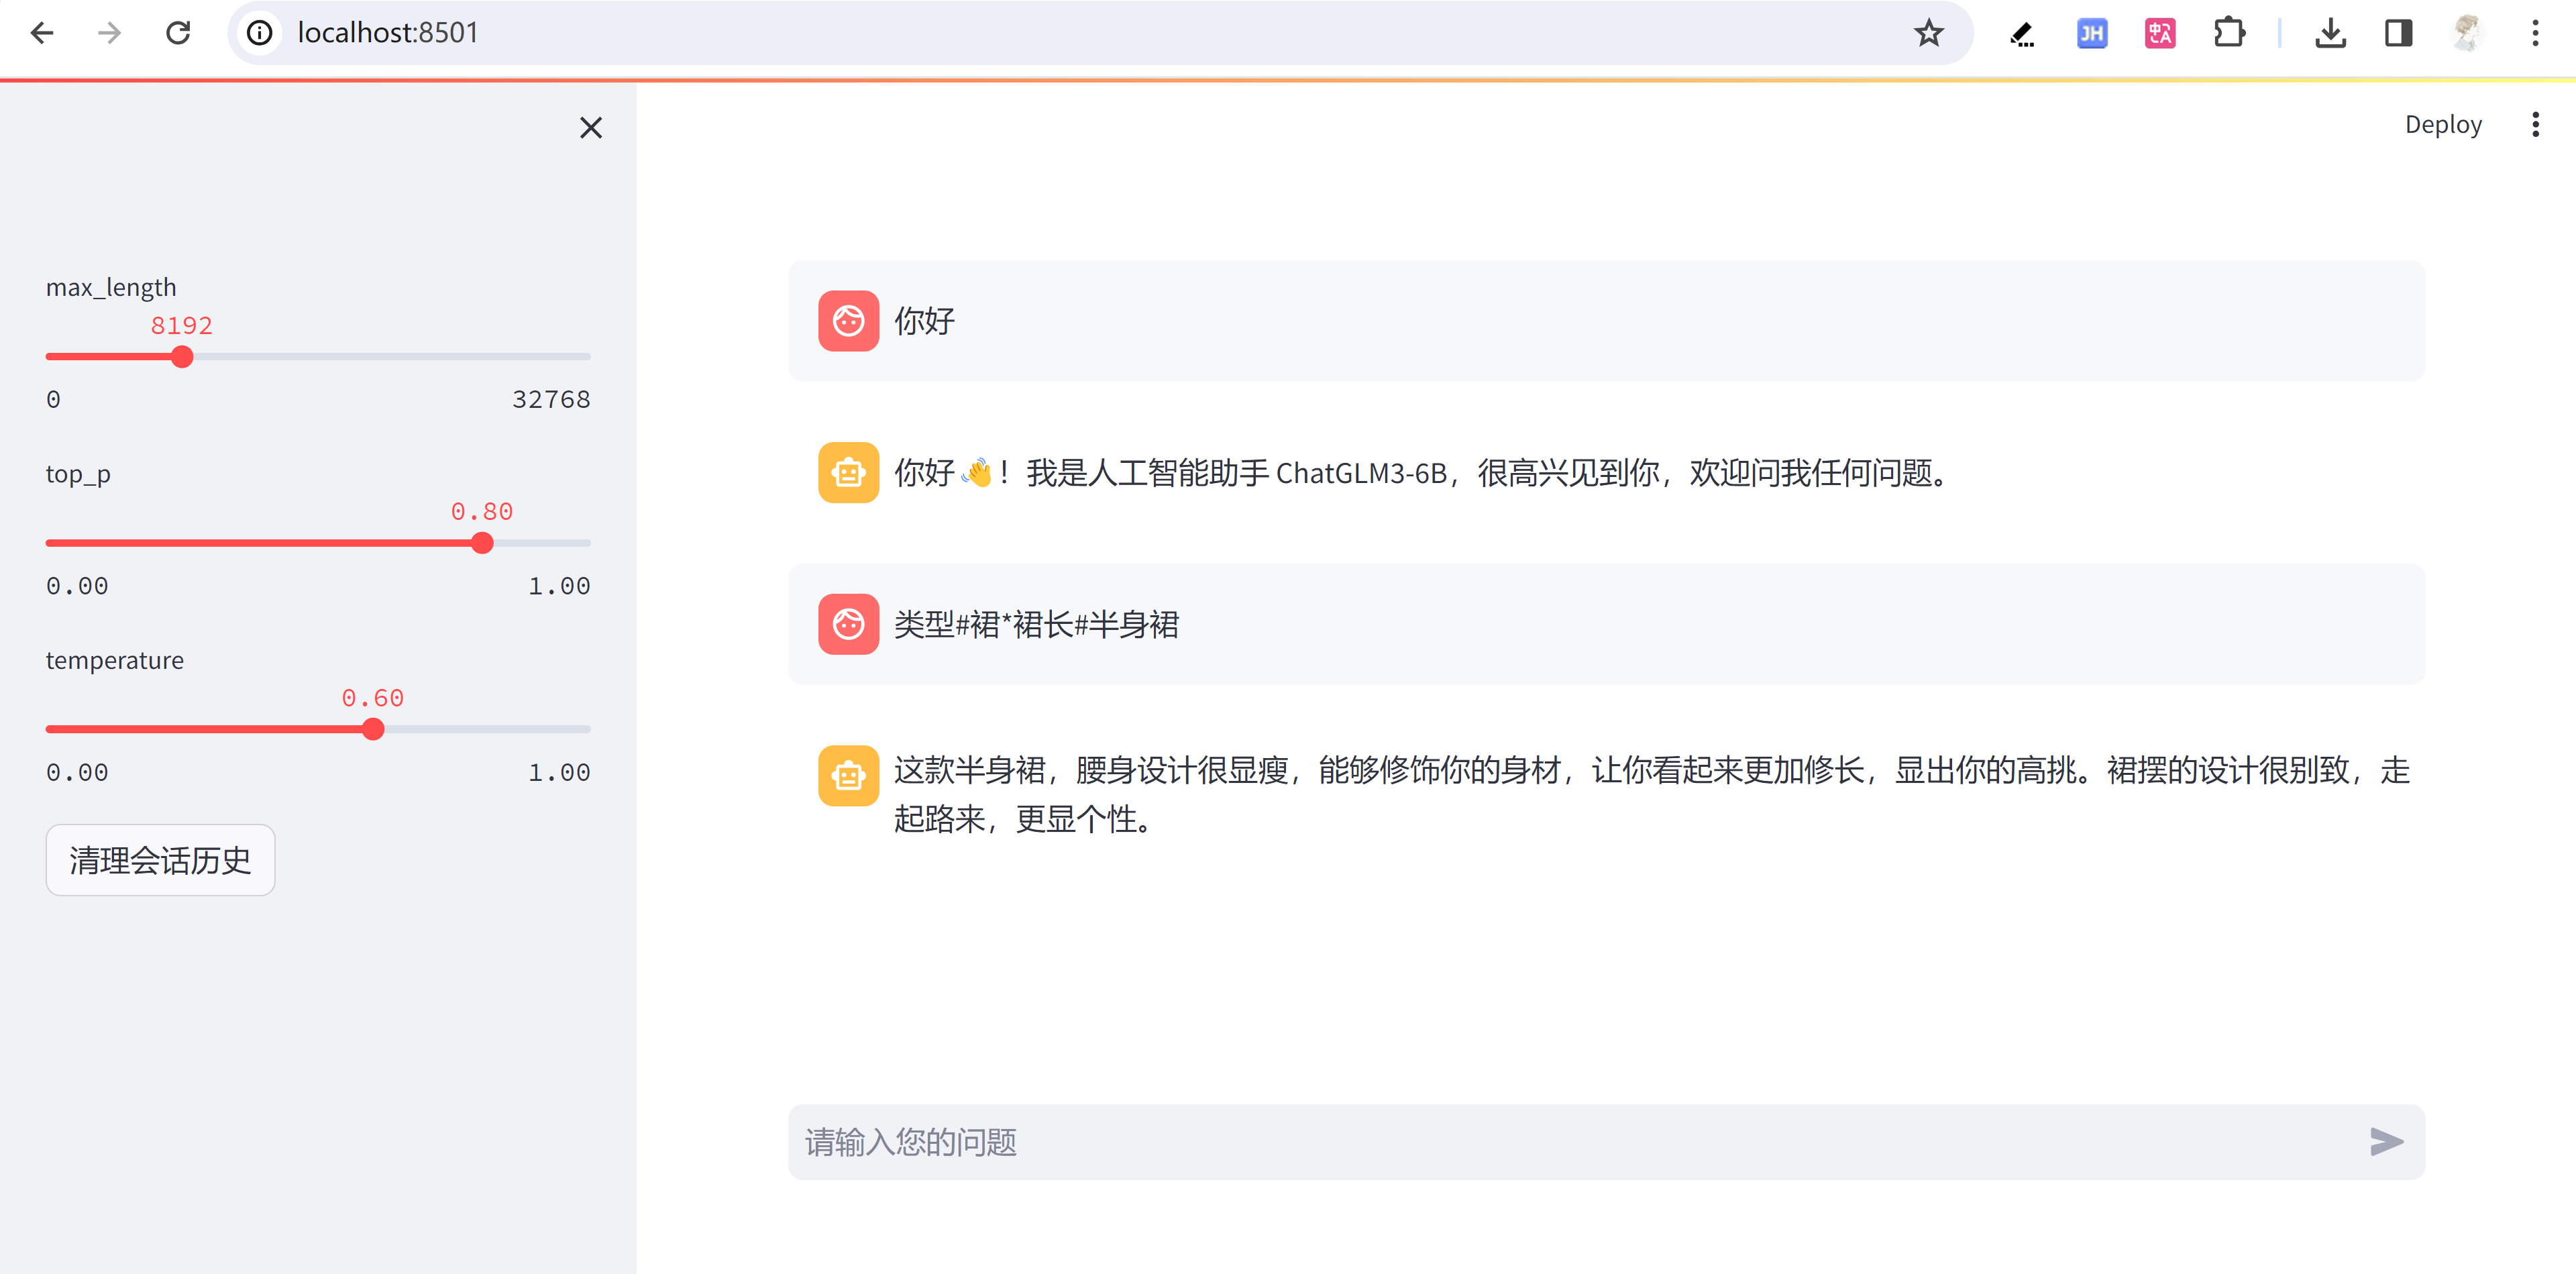 localhost:8501
JH
中A
Deploy
max_length
8192
0 32768
top_p
0.80
0.00 1.00
temperature
0.60
0.00 1.00
清理会话历史
你好
你好👋！我是人工智能助手 ChatGLM3-6B，很高兴见到你，欢迎问我任何问题。
类型#裙*裙长#半身裙
这款半身裙，腰身设计很显瘦，能够修饰你的身材，让你看起来更加修长，显出你的高挑。裙摆的设计很别致，走
起路来，更显个性。
请输入您的问题